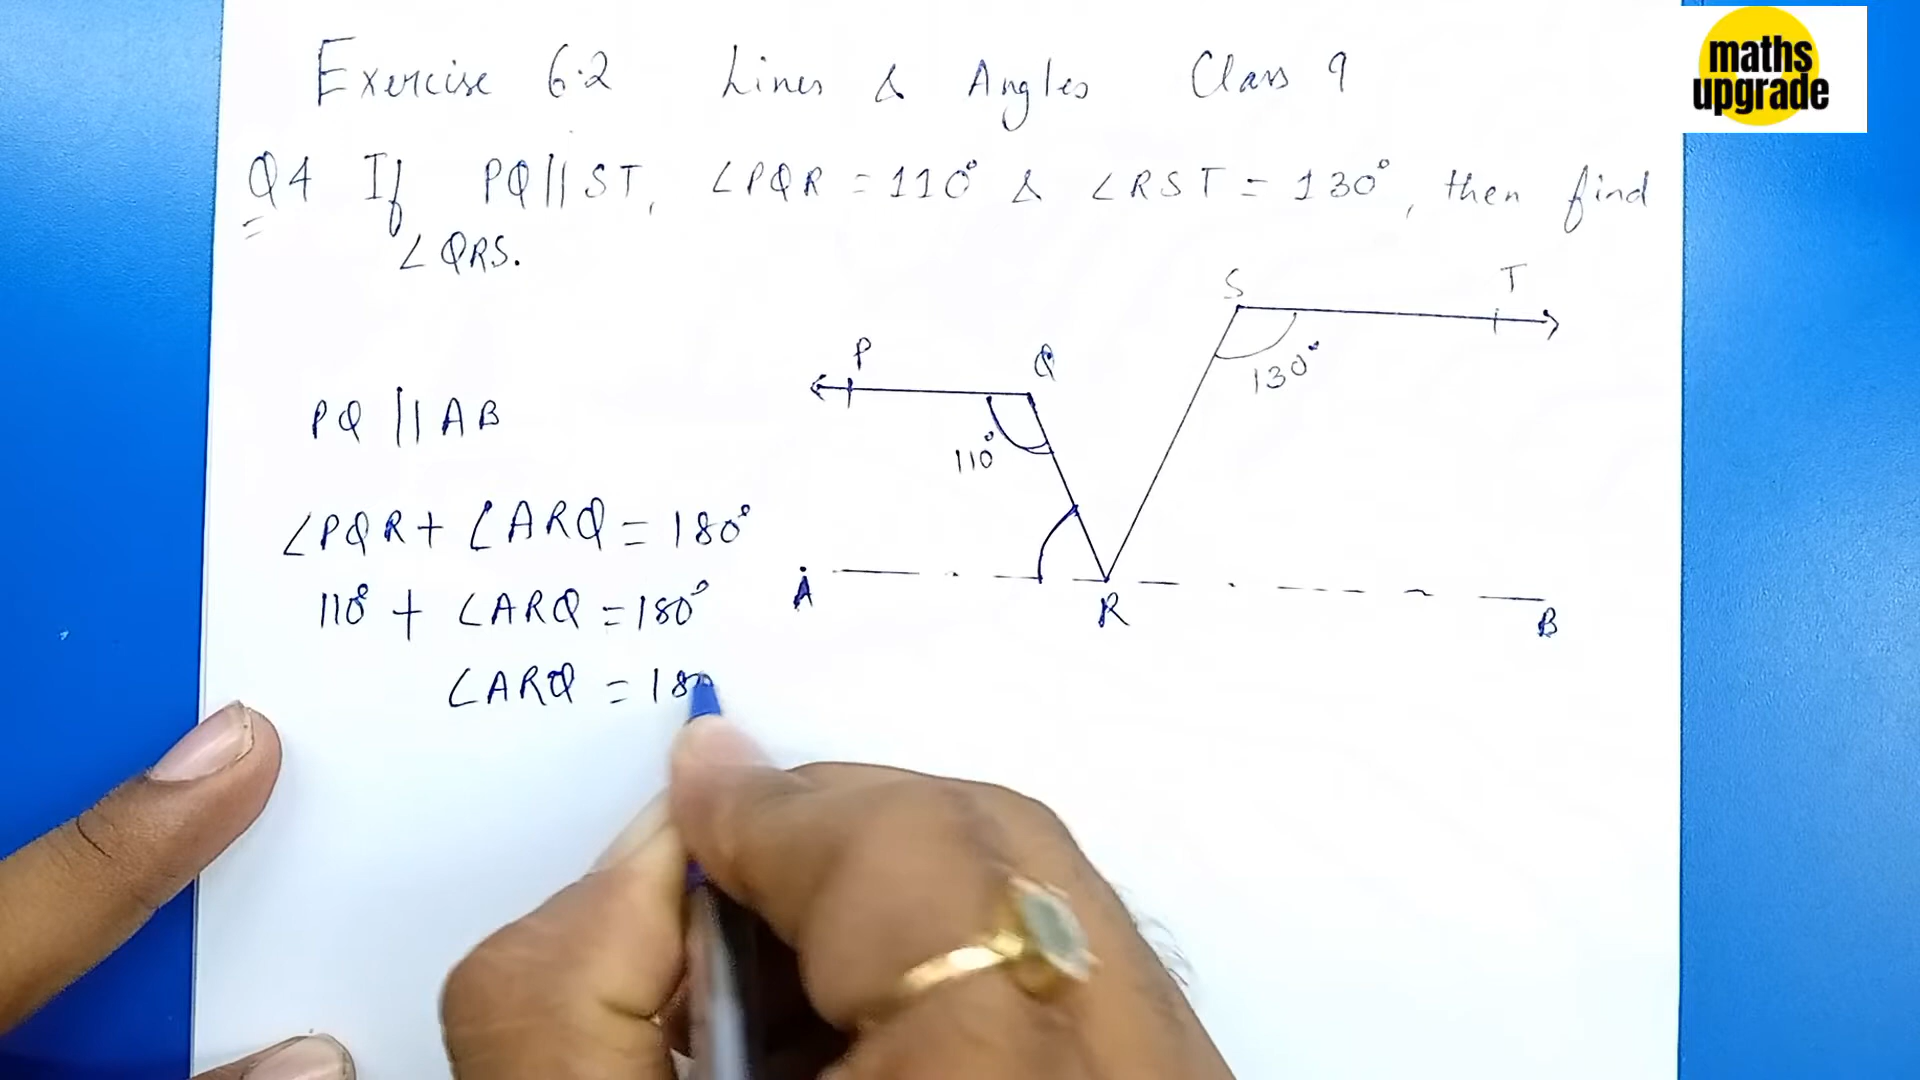 maths
upgrade
Exercise 6.2 Lines & Angles Class 9
Q4 If PQ || ST, ∠PQR = 110° & ∠RST = 130°, then find
∠QRS.
S T
P Q
130°
PQ || AB
110°
∠PQR + ∠ARQ = 180°
A R B
110° + ∠ARQ = 180°
∠ARQ = 180